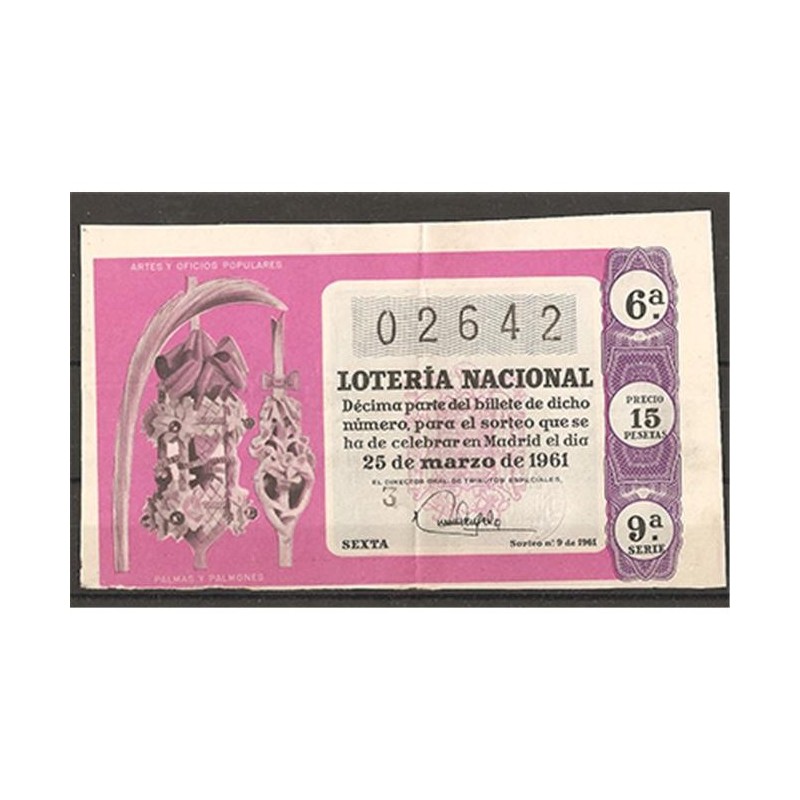 ARTES Y OFICIOS POPULARES
PALMAS Y PALMONES
02642
LOTERÍA NACIONAL
Décima parte del billete de dicho
número, para el sorteo que se
ha de celebrar en Madrid el día
25 de marzo de 1961
EL DIRECTOR GRAL. DE TRIBUTOS ESPECIALES,
3
SEXTA
Sorteo n.º 9 de 1961
6ª
PRECIO
15
PESETAS
9ª
SERIE